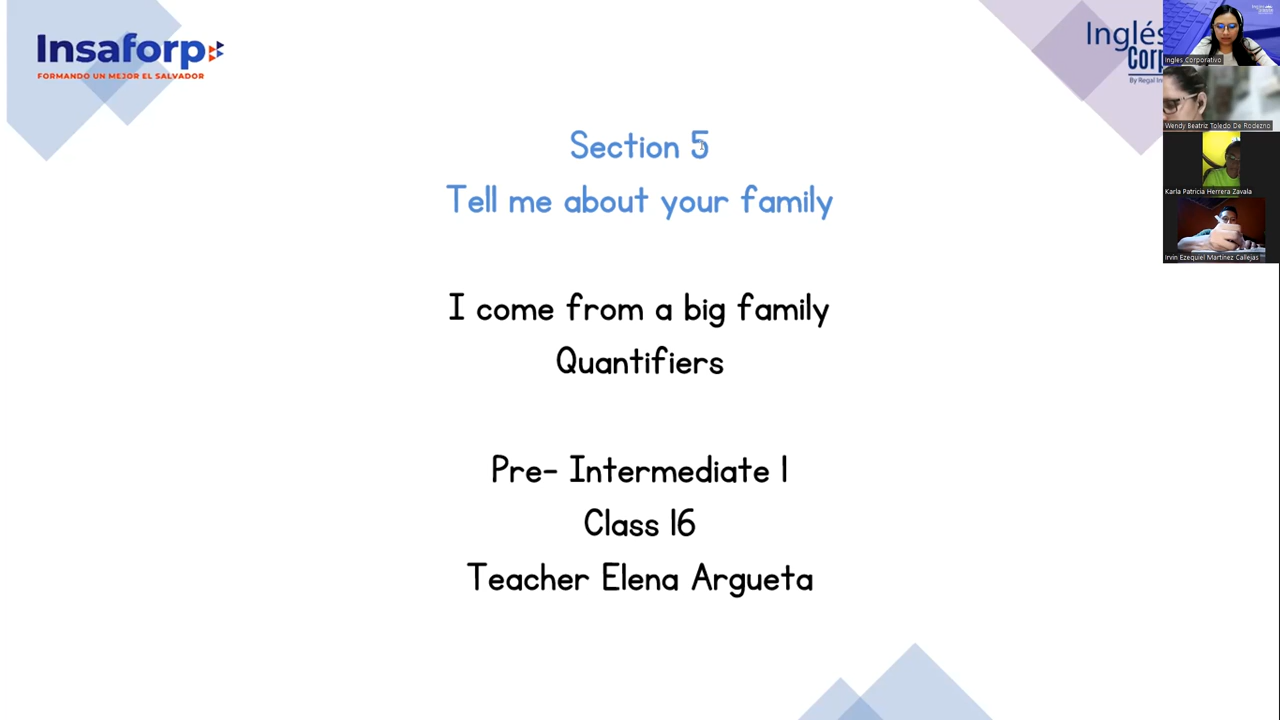 Insaforp
FORMANDO UN MEJOR EL SALVADOR
Inglés
Corp
By Regal In
Section 5
Tell me about your family
I come from a big family
Quantifiers
Pre- Intermediate 1
Class 16
Teacher Elena Argueta
Ingles Corporativo
Wendy Beatriz Toledo De Rodezno
Karla Patricia Herrera Zavala
Irvin Ezequiel Martinez Callejas